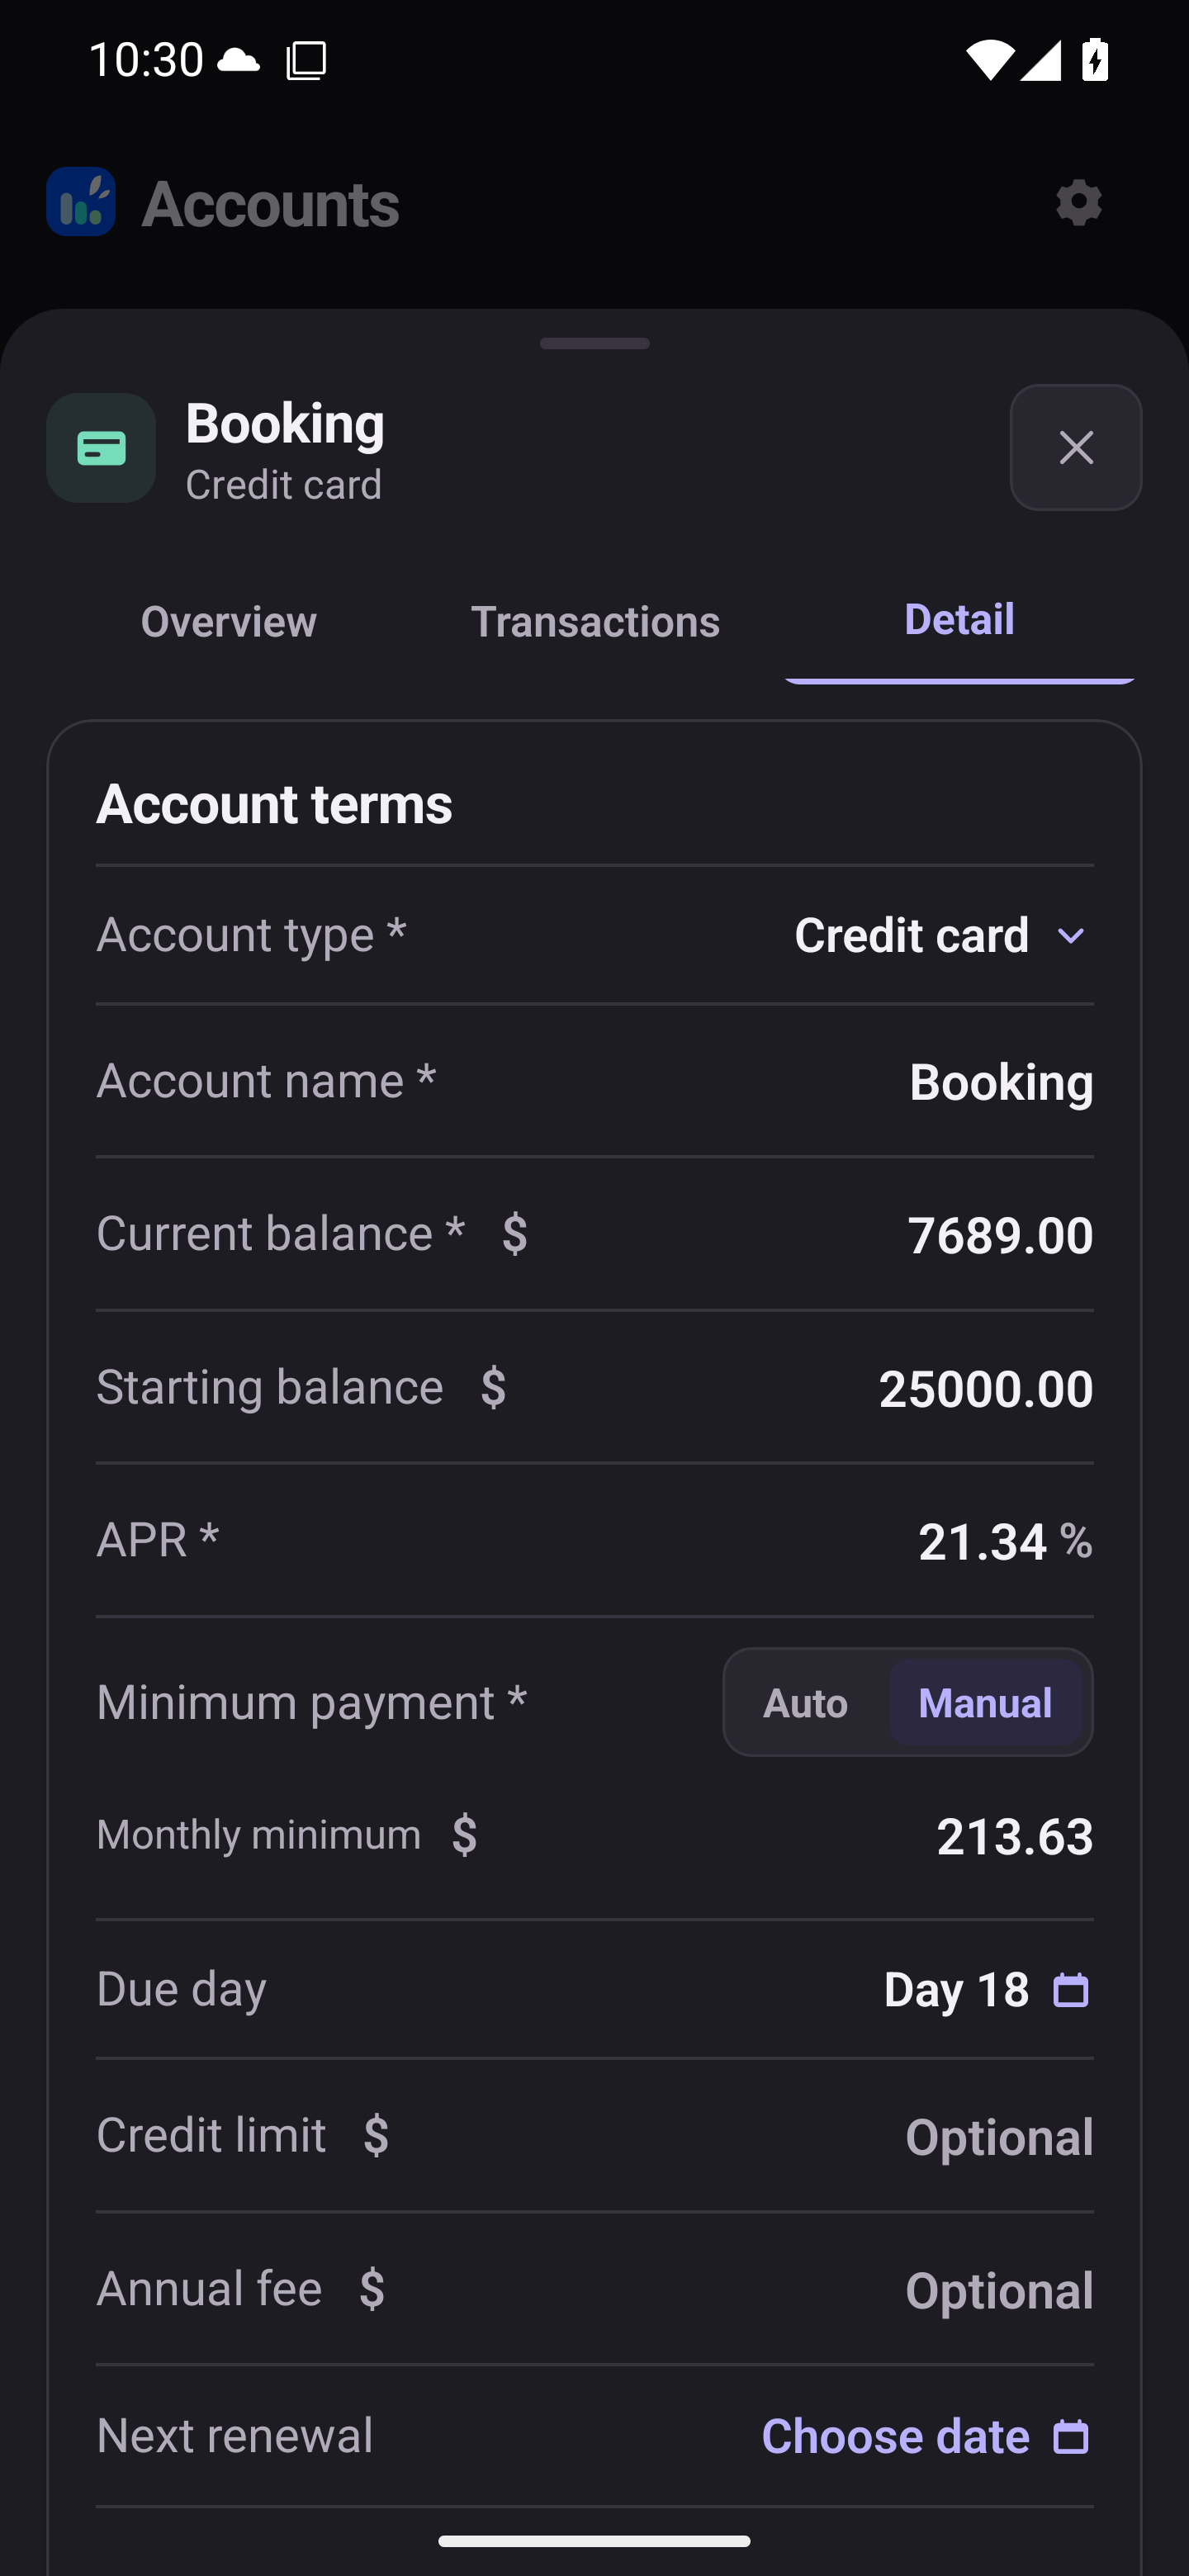 10:30
Accounts
Booking
Credit card
Overview Transactions Detail
Account terms
Account type * Credit card
Account name * Booking
Current balance * $ 7689.00
Starting balance $ 25000.00
APR * 21.34 %
Minimum payment * Auto Manual
Monthly minimum $ 213.63
Due day Day 18
Credit limit $ Optional
Annual fee $ Optional
Next renewal Choose date